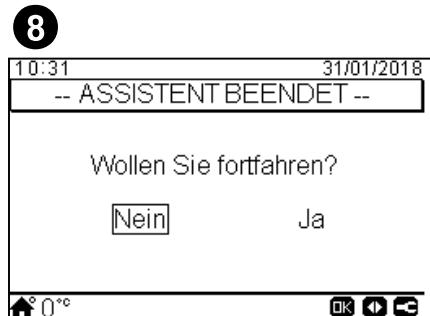 8
10:31 31/01/2018
-- ASSISTENT BEENDET --
Wollen Sie fortfahren?
Nein Ja
0°C OK